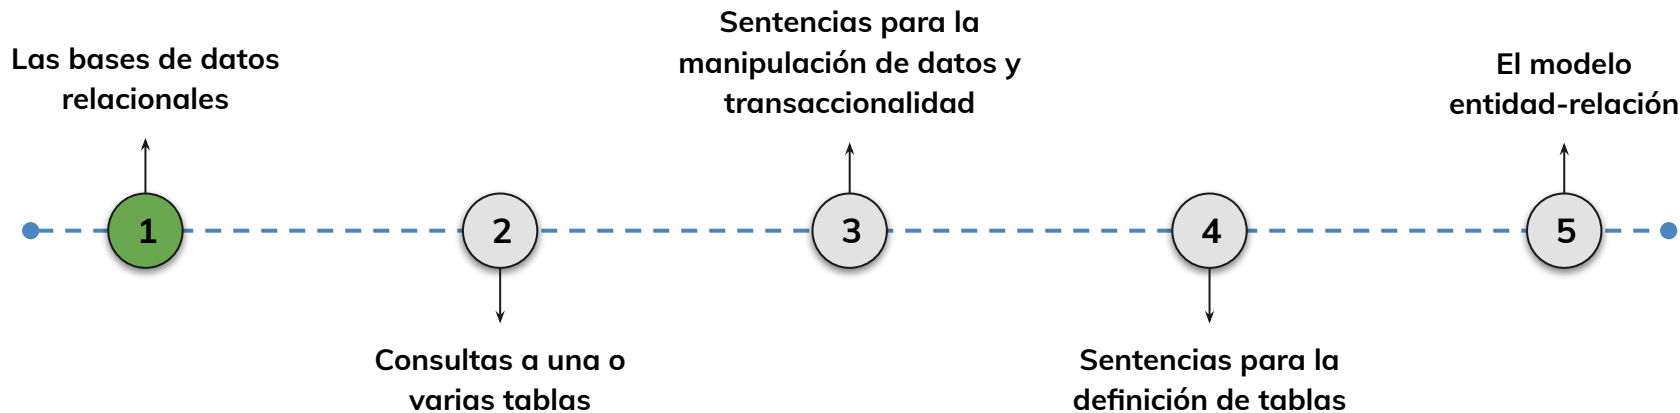 Las bases de datos
relacionales
1
Consultas a una o
varias tablas
2
Sentencias para la
manipulación de datos y
transaccionalidad
3
Sentencias para la
definición de tablas
4
El modelo
entidad-relación
5